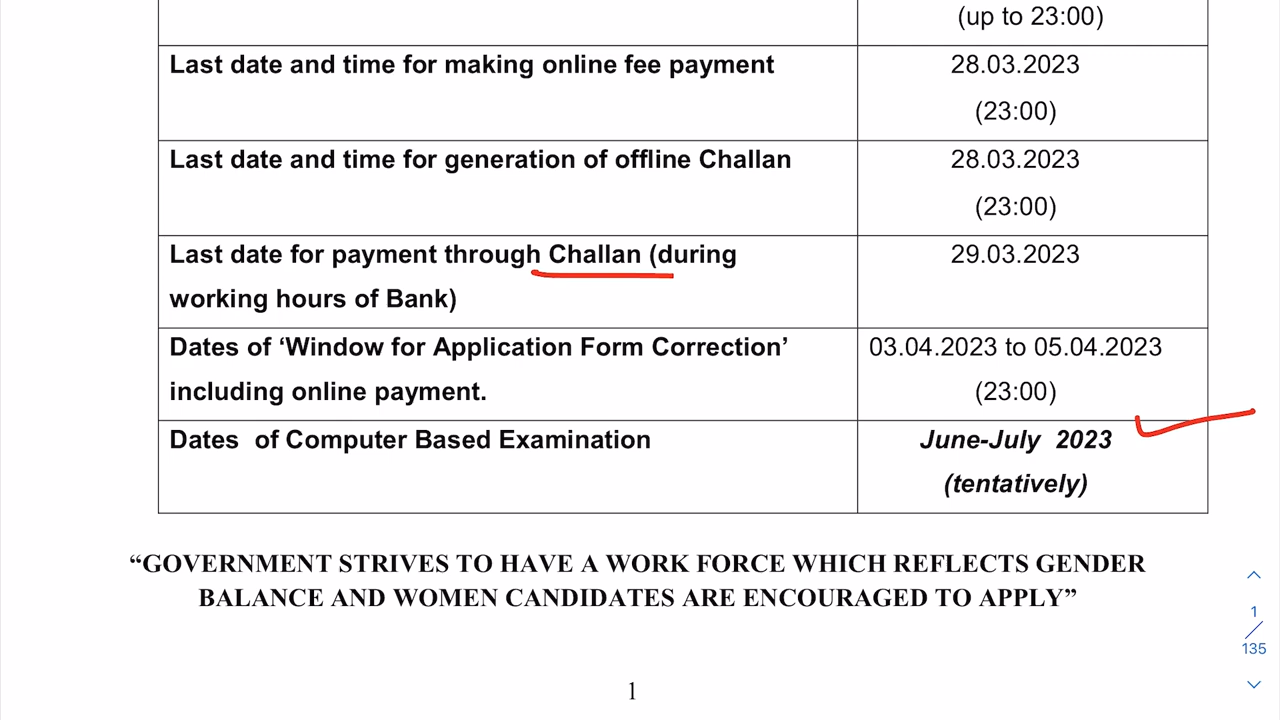 (up to 23:00)
Last date and time for making online fee payment
28.03.2023
(23:00)
Last date and time for generation of offline Challan
28.03.2023
(23:00)
Last date for payment through Challan (during
working hours of Bank)
29.03.2023
Dates of ‘Window for Application Form Correction’
including online payment.
03.04.2023 to 05.04.2023
(23:00)
Dates of Computer Based Examination
June-July 2023
(tentatively)
“GOVERNMENT STRIVES TO HAVE A WORK FORCE WHICH REFLECTS GENDER
BALANCE AND WOMEN CANDIDATES ARE ENCOURAGED TO APPLY”
1
1
/
135